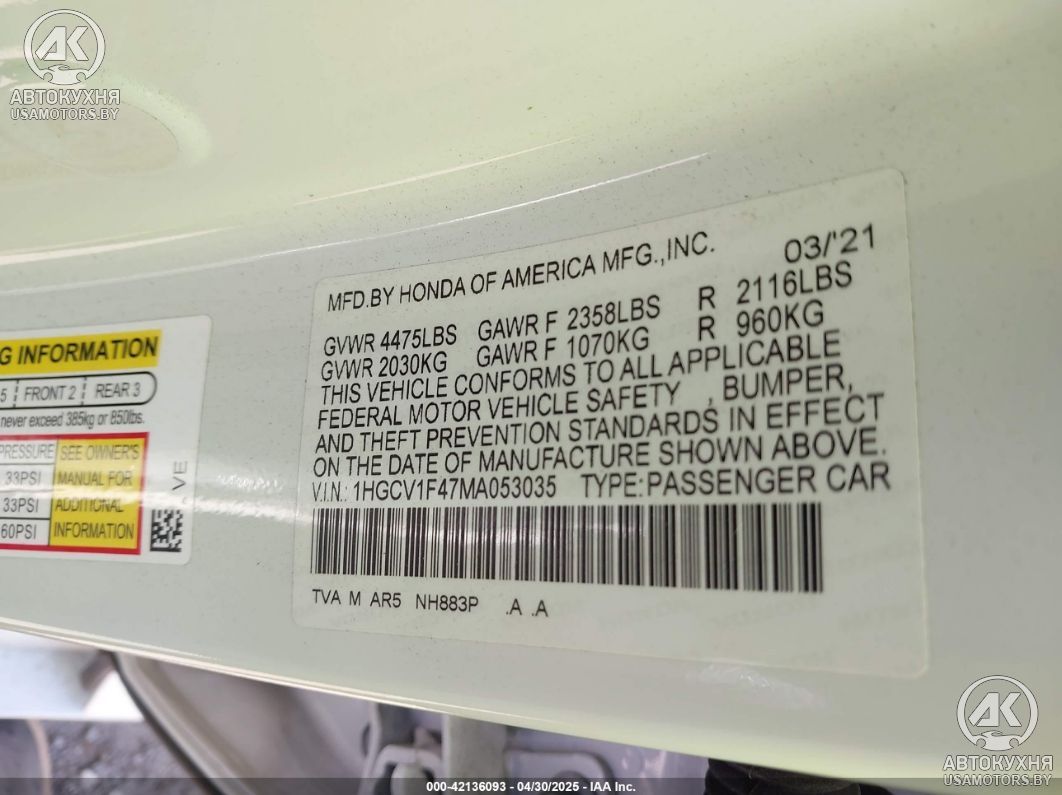 АК
АВТОКУХНЯ
USAMOTORS.BY
MFD.BY HONDA OF AMERICA MFG.,INC. 03/'21
GVWR 4475LBS GAWR F 2358LBS R 2116LBS
GVWR 2030KG GAWR F 1070KG R 960KG
THIS VEHICLE CONFORMS TO ALL APPLICABLE
FEDERAL MOTOR VEHICLE SAFETY , BUMPER,
AND THEFT PREVENTION STANDARDS IN EFFECT
ON THE DATE OF MANUFACTURE SHOWN ABOVE.
V.I.N.: 1HGCV1F47MA053035 TYPE:PASSENGER CAR
TVA M AR5 NH883P .A .A
G INFORMATION
5 FRONT 2 REAR 3
never exceed 385kg or 850lbs.
PRESSURE SEE OWNER'S
33PSI MANUAL FOR
33PSI ADDITIONAL
60PSI INFORMATION
VE
АК
АВТОКУХНЯ
USAMOTORS.BY
000-42136093 - 04/30/2025 - IAA Inc.